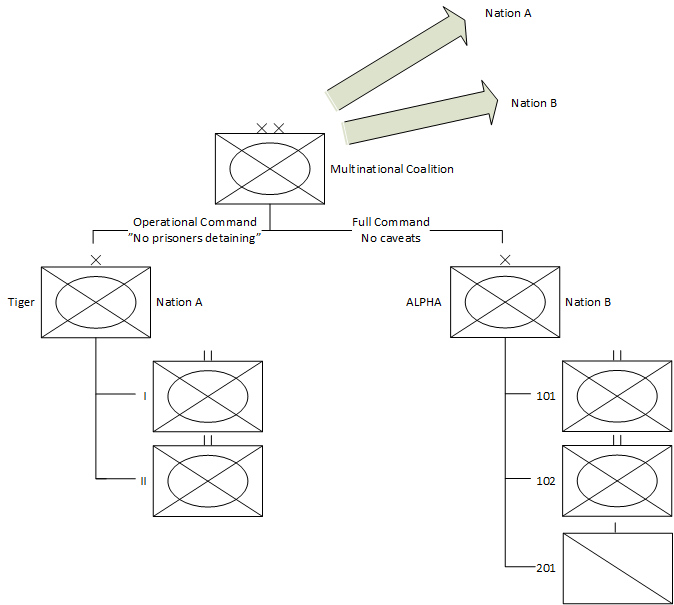 Nation A
Nation B
Multinational Coalition
Operational Command
”No prisoners detaining”
Full Command
No caveats
Tiger
Nation A
ALPHA
Nation B
I
101
II
102
201